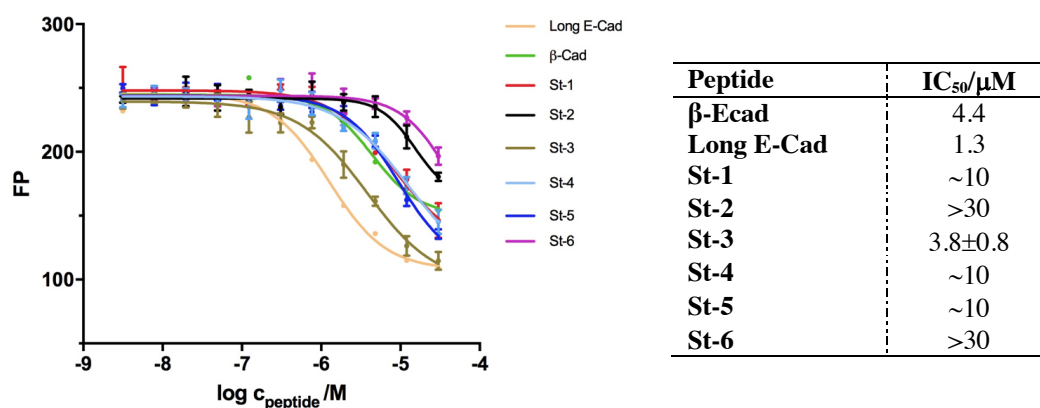 300
200
100
FP
-9 -8 -7 -6 -5 -4
log c peptide /M
Long E-Cad
β-Cad
St-1
St-2
St-3
St-4
St-5
St-6
Peptide IC50/μM
β-Ecad 4.4
Long E-Cad 1.3
St-1 ~10
St-2 >30
St-3 3.8±0.8
St-4 ~10
St-5 ~10
St-6 >30